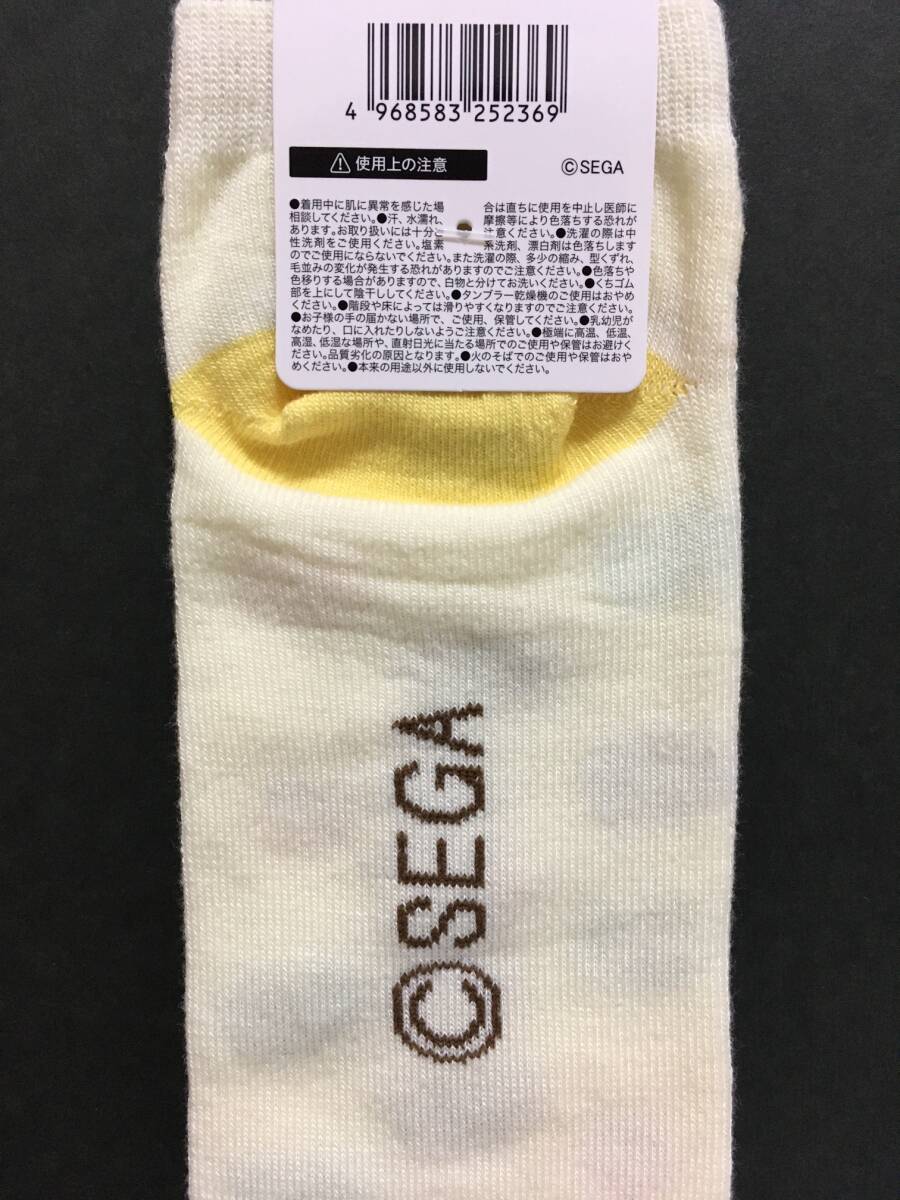 4 968583 252369
⚠使用上の注意
©SEGA
●着用中に肌に異常を感じた場合は直ちに使用を中止し医師に
相談してください。●汗、水濡れ、摩擦等により色落ちする恐れが
あります。お取り扱いには十分ご注意ください。●洗濯の際は中
性洗剤をご使用ください。塩素系洗剤、漂白剤は色落ちします
のでご使用にならないでください。また洗濯の際、多少の縮み、型くずれ、
毛並みの変化が発生する恐れがありますのでご注意ください。●色落ちや
色移りする場合がありますので、白物と分けてお洗いください。●くちゴム
部を上にして陰干ししてください。●タンブラー乾燥機のご使用はおやめ
ください。●階段や床によっては滑りやすくなりますのでご注意ください。
●お子様の手の届かない場所で、ご使用、保管してください。●乳幼児が
なめたり、口に入れたりしないようご注意ください。●極端に高温、低温、
高湿、低湿な場所や、直射日光に当たる場所でのご使用や保管はお避けく
ださい。品質劣化の原因となります。●火のそばでのご使用や保管はおや
めください。●本来の用途以外に使用しないでください。
©SEGA